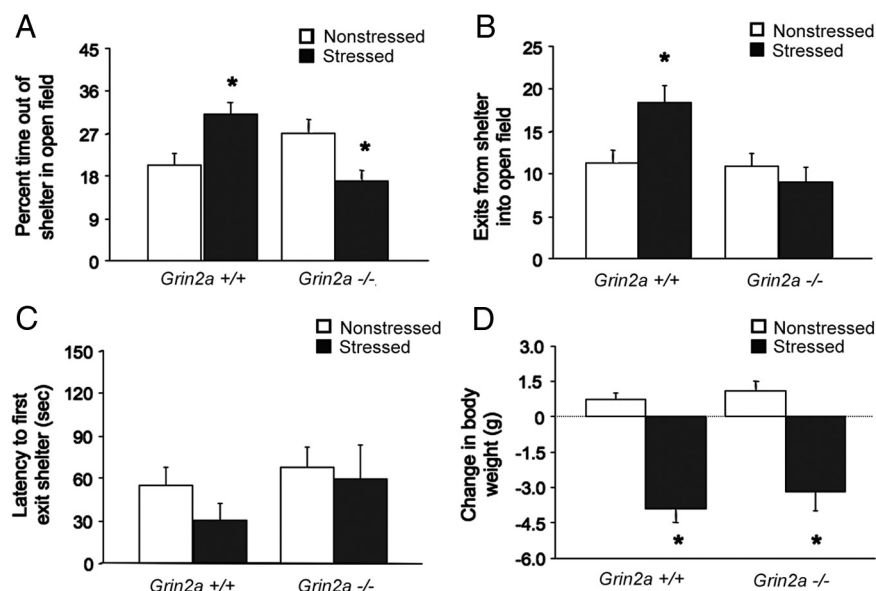 A
Nonstressed
Stressed
Percent time out of
shelter in open field
45
36
27
18
9
0
*
*
Grin2a +/+
Grin2a -/-
B
Nonstressed
Stressed
Exits from shelter
into open field
25
20
15
10
5
0
*
Grin2a +/+
Grin2a -/-
C
Nonstressed
Stressed
Latency to first
exit shelter (sec)
150
120
90
60
30
0
Grin2a +/+
Grin2a -/-
D
Nonstressed
Stressed
Change in body
weight (g)
3.0
1.5
0
-1.5
-3.0
-4.5
-6.0
*
*
Grin2a +/+
Grin2a -/-